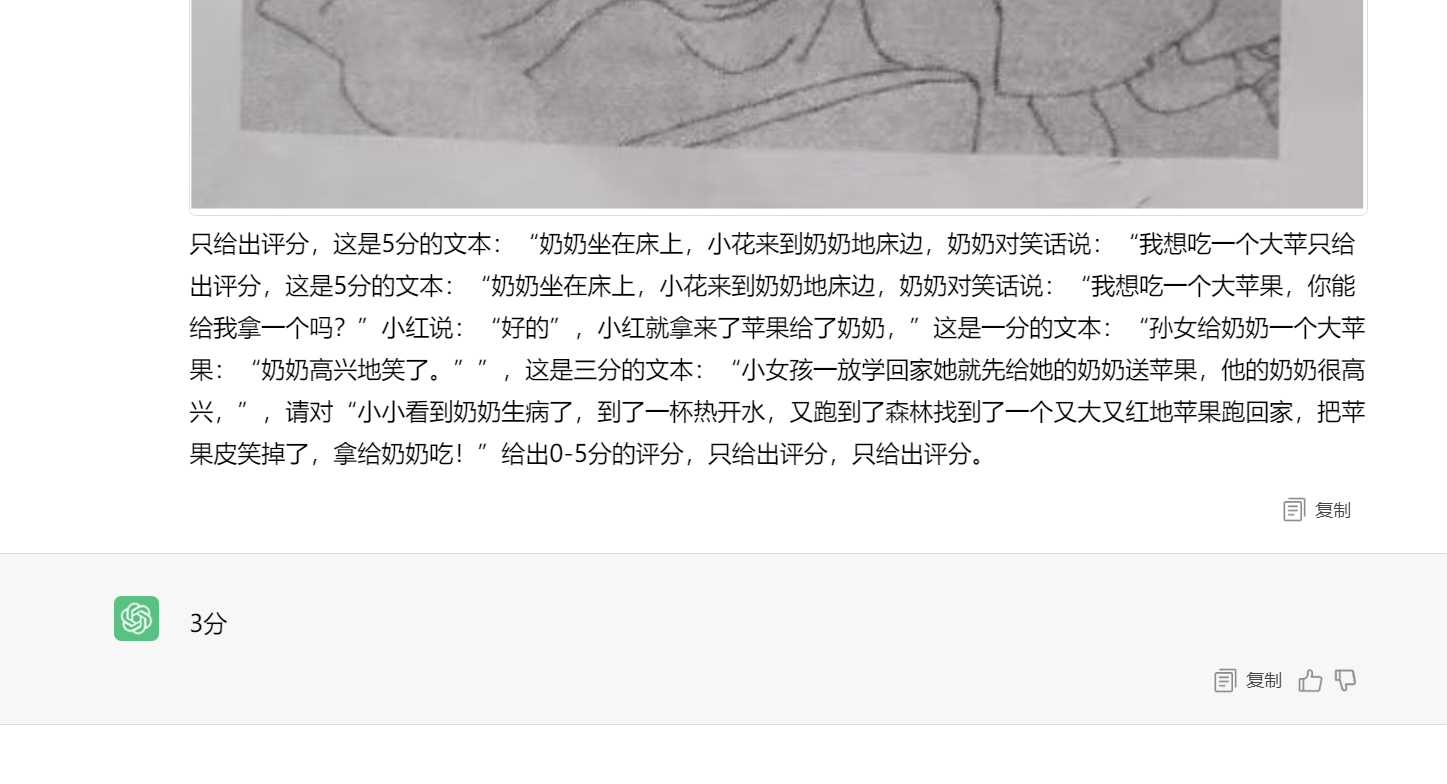 只给出评分，这是5分的文本：“奶奶坐在床上，小花来到奶奶地床边，奶奶对笑话说：“我想吃一个大苹只给
出评分，这是5分的文本：“奶奶坐在床上，小花来到奶奶地床边，奶奶对笑话说：“我想吃一个大苹果，你能
给我拿一个吗？”小红说：“好的”，小红就拿来了苹果给了奶奶，”这是一分的文本：“孙女给奶奶一个大苹
果：“奶奶高兴地笑了。””，这是三分的文本：“小女孩一放学回家她就先给她的奶奶送苹果，他的奶奶很高
兴，”，请对“小小看到奶奶生病了，到了一杯热开水，又跑到了森林找到了一个又大又红地苹果跑回家，把苹
果皮笑掉了，拿给奶奶吃！”给出0-5分的评分，只给出评分，只给出评分。
复制
3分
复制